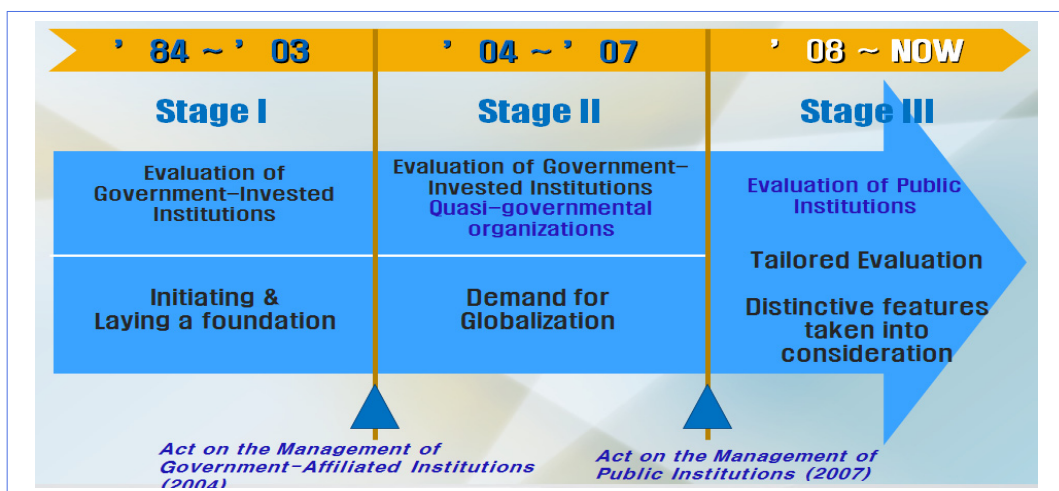 ’ 84 ~ ’ 03
’ 04 ~ ’ 07
’ 08 ~ NOW
Stage I
Stage II
Stage III
Evaluation of
Government-Invested
Institutions
Evaluation of Government-
Invested Institutions
Quasi-governmental
organizations
Evaluation of Public
Institutions
Initiating &
Laying a foundation
Demand for
Globalization
Tailored Evaluation
Distinctive features
taken into
consideration
Act on the Management of
Government-Affiliated Institutions
(2004)
Act on the Management of
Public Institutions (2007)